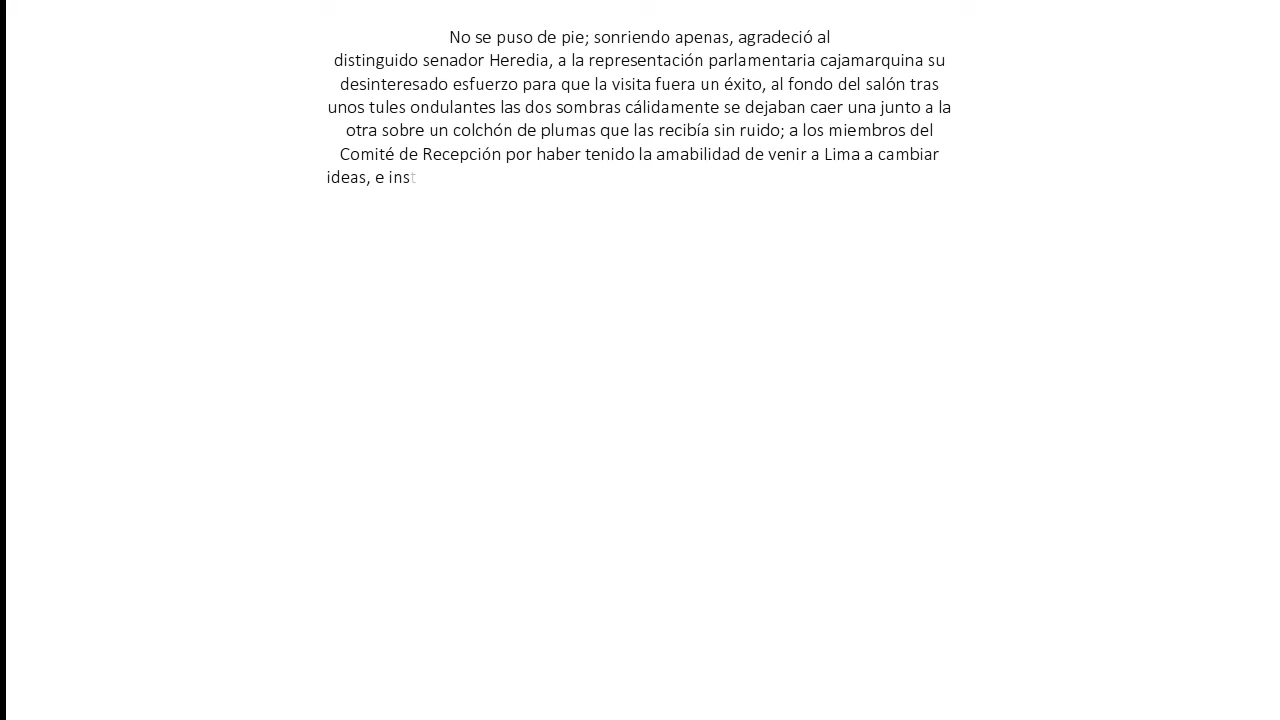 No se puso de pie; sonriendo apenas, agradeció al
distinguido senador Heredia, a la representación parlamentaria cajamarquina su
desinteresado esfuerzo para que la visita fuera un éxito, al fondo del salón tras
unos tules ondulantes las dos sombras cálidamente se dejaban caer una junto a la
otra sobre un colchón de plumas que las recibía sin ruido; a los miembros del
Comité de Recepción por haber tenido la amabilidad de venir a Lima a cambiar
ideas, e inst